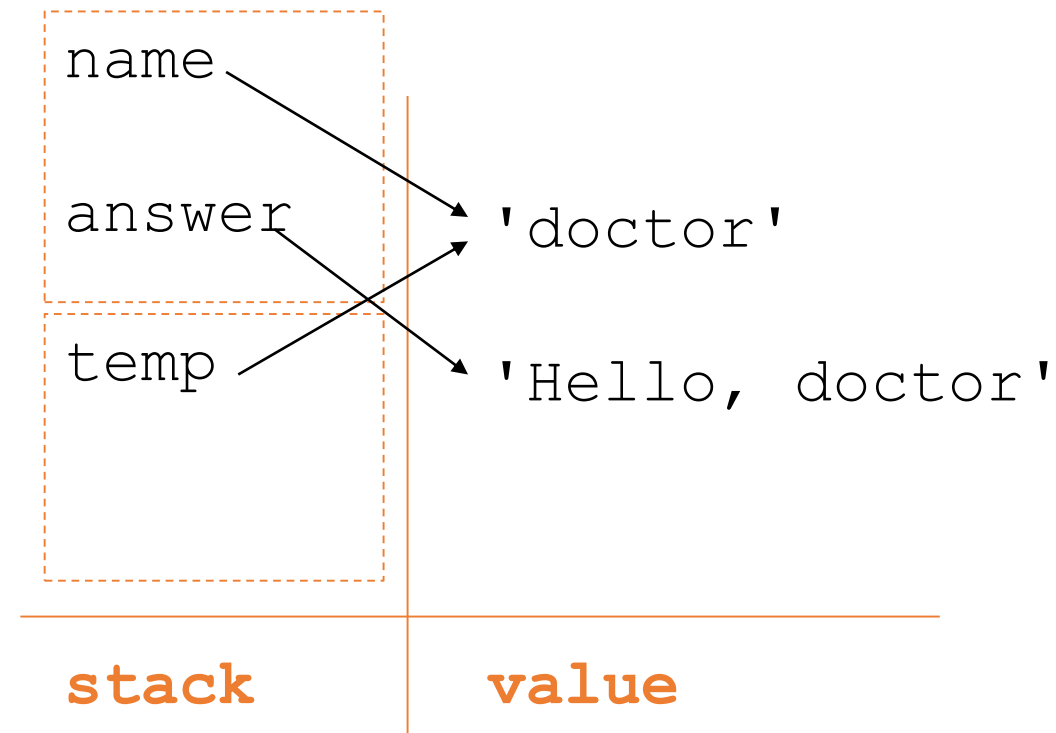 name
answer
'doctor'
temp
'Hello, doctor'
stack
value